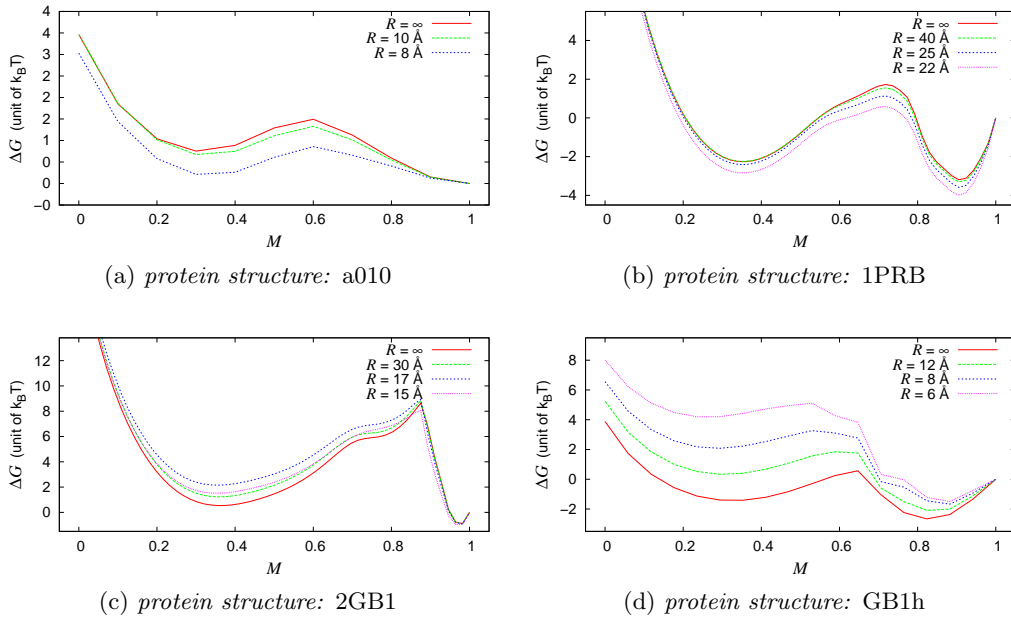 4
4
3
2
2
2
1
0
0
−0
0
0.2
0.4
0.6
0.8
1
ΔG (unit of kBT)
M
R = ∞
R = 10 Å
R = 8 Å
(a) protein structure: a010
4
2
0
−2
−4
0
0.2
0.4
0.6
0.8
1
ΔG (unit of kBT)
M
R = ∞
R = 40 Å
R = 25 Å
R = 22 Å
(b) protein structure: 1PRB
12
10
8
6
4
2
0
0
0.2
0.4
0.6
0.8
1
ΔG (unit of kBT)
M
R = ∞
R = 30 Å
R = 17 Å
R = 15 Å
(c) protein structure: 2GB1
8
6
4
2
0
−2
0
0.2
0.4
0.6
0.8
1
ΔG (unit of kBT)
M
R = ∞
R = 12 Å
R = 8 Å
R = 6 Å
(d) protein structure: GB1h